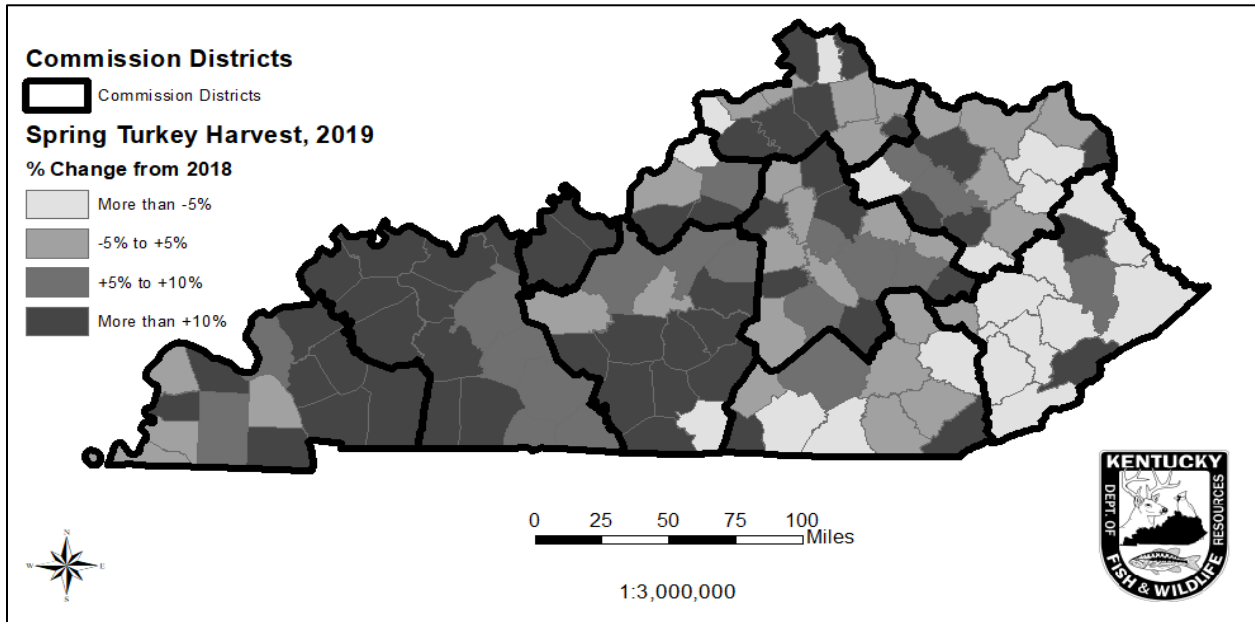 Commission Districts
Commission Districts
Spring Turkey Harvest, 2019
% Change from 2018
More than -5%
-5% to +5%
+5% to +10%
More than +10%
N
W E
S
0 25 50 75 100
Miles
1:3,000,000
KENTUCKY
DEPT. OF
RESOURCES
FISH & WILDLIFE